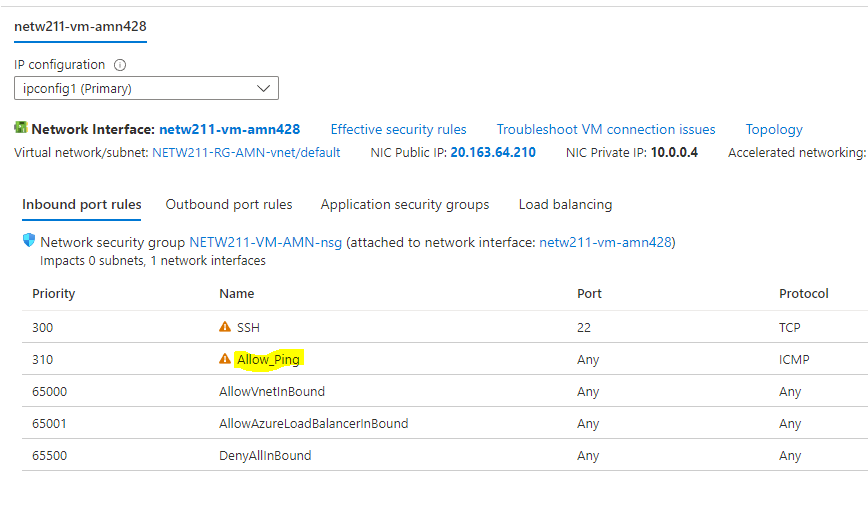 netw211-vm-amn428
IP configuration
ipconfig1 (Primary)
Network Interface: netw211-vm-amn428 Effective security rules Troubleshoot VM connection issues Topology
Virtual network/subnet: NETW211-RG-AMN-vnet/default NIC Public IP: 20.163.64.210 NIC Private IP: 10.0.0.4 Accelerated networking:
Inbound port rules Outbound port rules Application security groups Load balancing
Network security group NETW211-VM-AMN-nsg (attached to network interface: netw211-vm-amn428)
Impacts 0 subnets, 1 network interfaces
Priority Name Port Protocol
300 SSH 22 TCP
310 Allow_Ping Any ICMP
65000 AllowVnetInBound Any Any
65001 AllowAzureLoadBalancerInBound Any Any
65500 DenyAllInBound Any Any